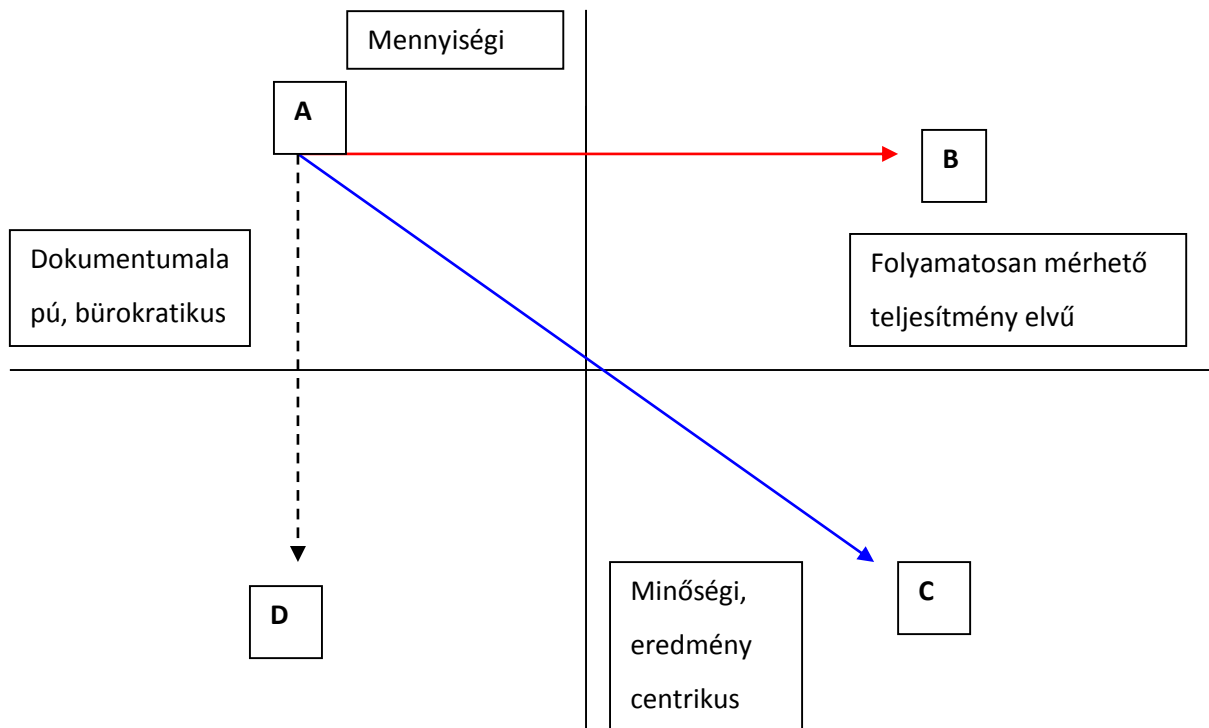 Mennyiségi
A
B
Dokumentumala
pú, bürokratikus
Folyamatosan mérhető
teljesítmény elvű
D
Minőségi,
eredmény
centrikus
C